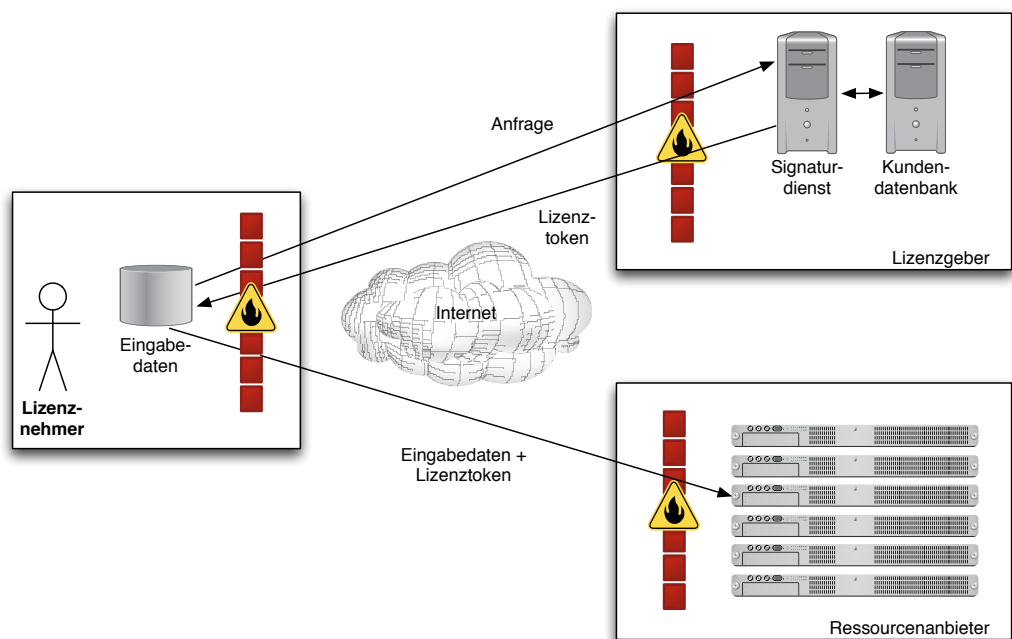 Anfrage
Signatur-
dienst
Kunden-
datenbank
Lizenzgeber
Lizenz-
token
Internet
Eingabe-
daten
Lizenz-
nehmer
Eingabedaten +
Lizenztoken
Ressourcenanbieter